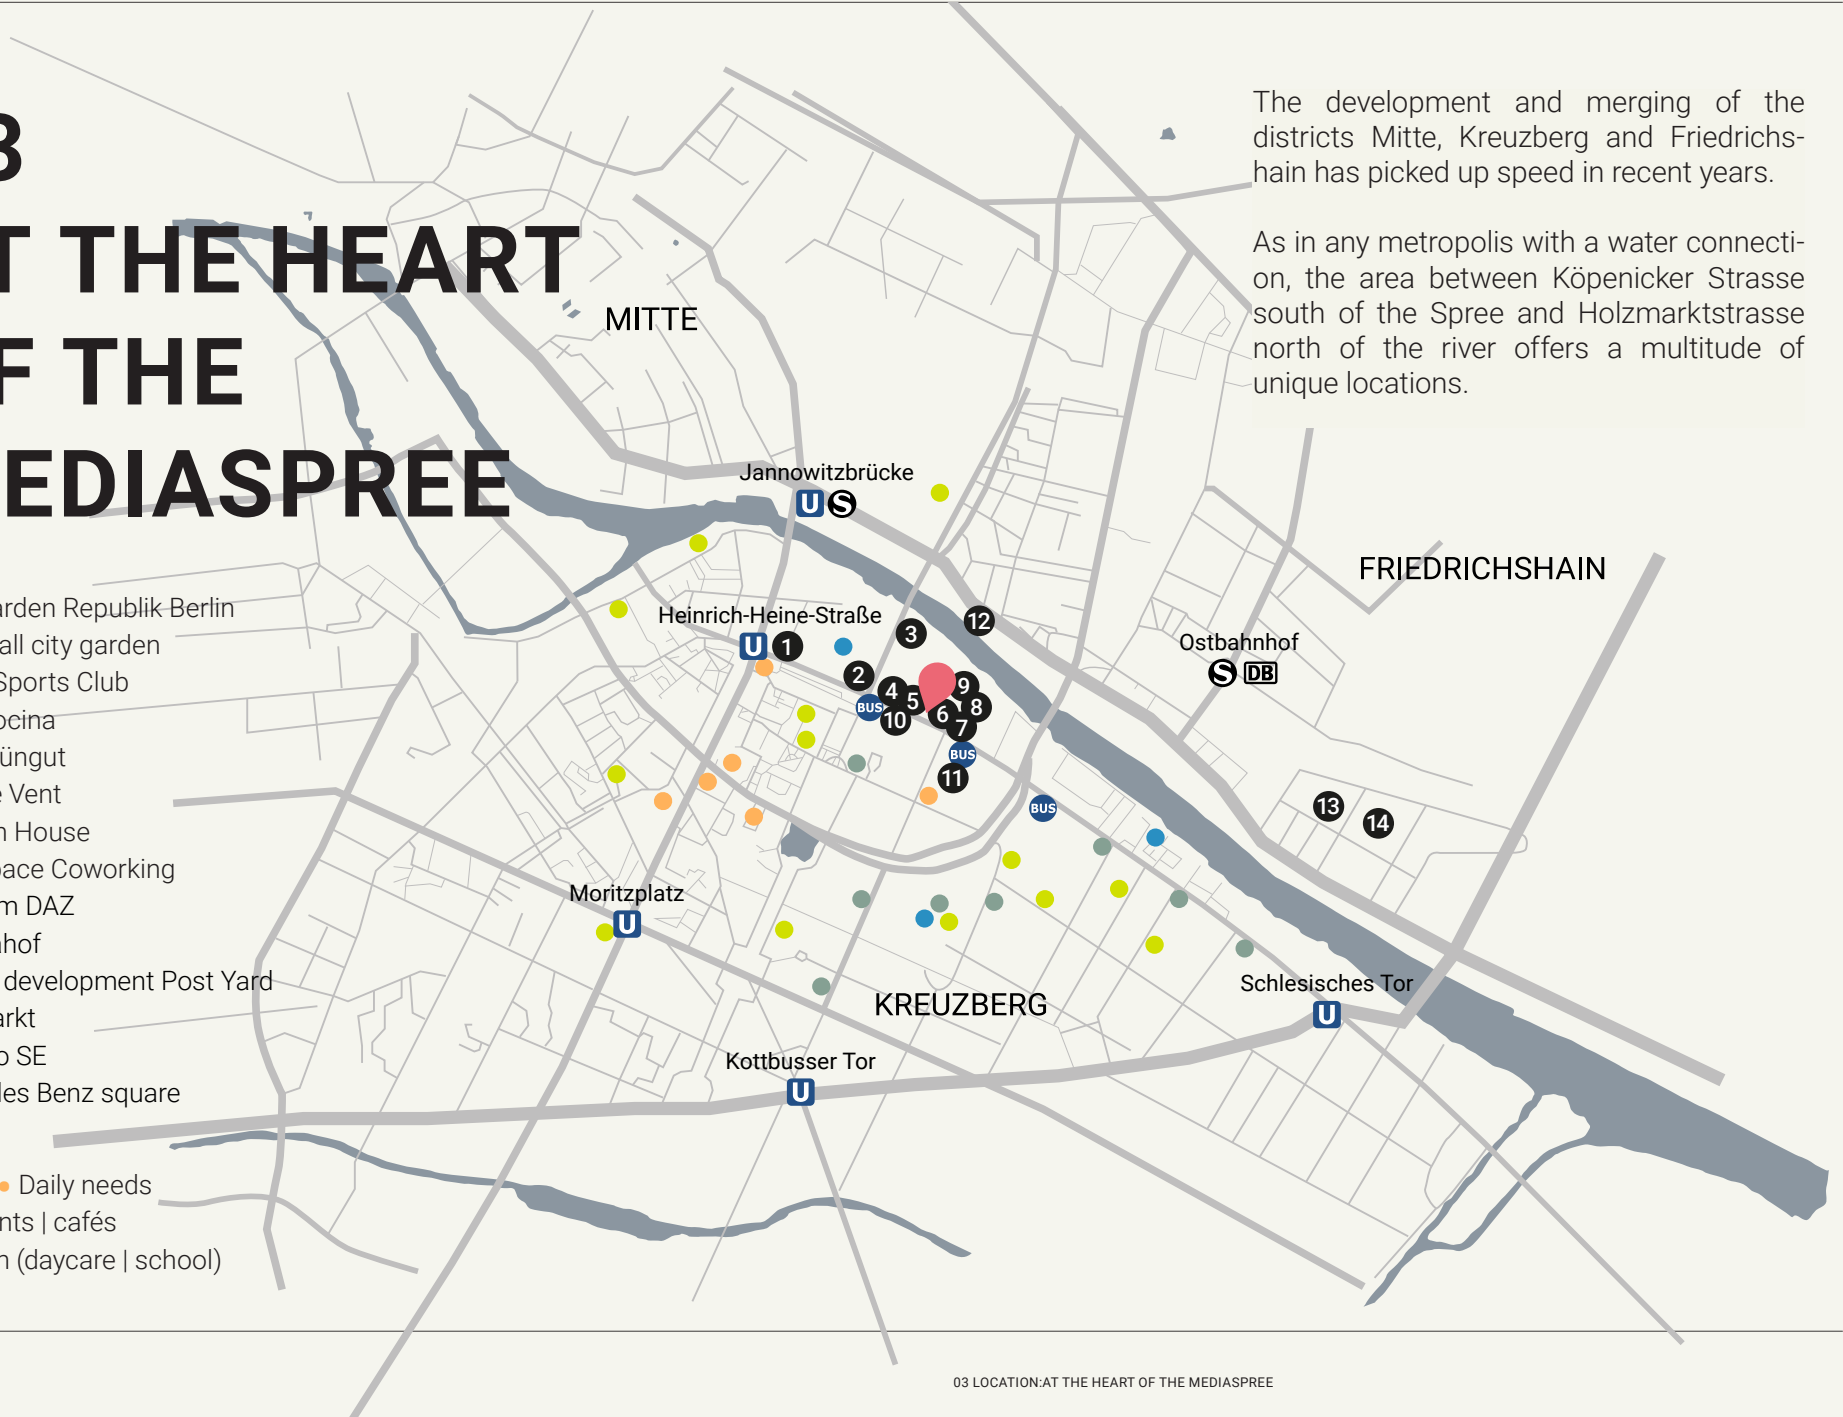 3
T THE HEART
F THE
EDIASPREE
arden Republik Berlin
all city garden
Sports Club
ocina
üngut
e Vent
n House
pace Coworking
m DAZ
nhof
development Post Yard
arkt
o SE
des Benz square
Daily needs
nts | cafés
n (daycare | school)
The development and merging of the
districts Mitte, Kreuzberg and Friedrichs-
hain has picked up speed in recent years.
As in any metropolis with a water connecti-
on, the area between Köpenicker Strasse
south of the Spree and Holzmarktstrasse
north of the river offers a multitude of
unique locations.
MITTE
Jannowitzbrücke
U S
FRIEDRICHSHAIN
Heinrich-Heine-Straße
U 1
12
3
Ostbahnhof
S DB
2
4
5
9
BUS
10
6
8
7
BUS
11
BUS
13
14
Moritzplatz
U
KREUZBERG
Schlesisches Tor
U
Kottbusser Tor
U
03 LOCATION:AT THE HEART OF THE MEDIASPREE